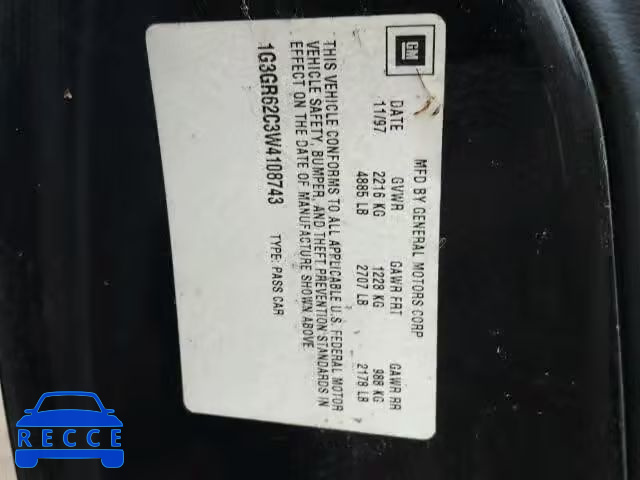 GM
MFD BY GENERAL MOTORS CORP
DATE GVWR GAWR FRT GAWR RR
11/97 2216 KG 1228 KG 988 KG
4885 LB 2707 LB 2178 LB
THIS VEHICLE CONFORMS TO ALL APPLICABLE U.S. FEDERAL MOTOR
VEHICLE SAFETY, BUMPER, AND THEFT PREVENTION STANDARDS IN
EFFECT ON THE DATE OF MANUFACTURE SHOWN ABOVE.
1G3GR62C3W4108743 TYPE: PASS CAR
RECCE